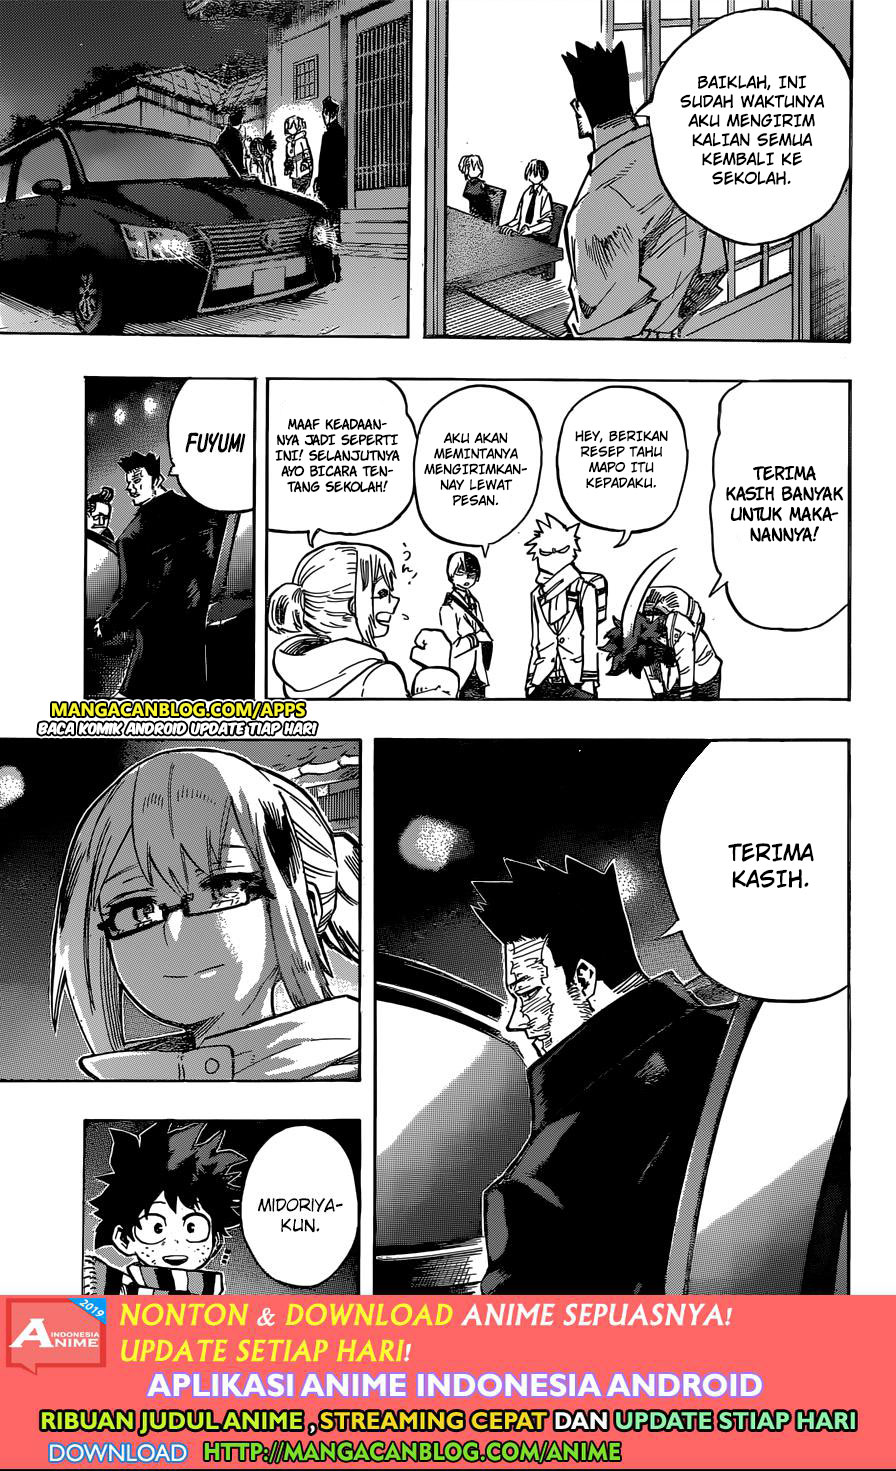 BAIKLAH, INI
SUDAH WAKTUNYA
AKU MENGIRIM
KALIAN SEMUA
KEMBALI KE
SEKOLAH.
TERIMA
KASIH BANYAK
UNTUK MAKA-
NANNYA!
HEY, BERIKAN
RESEP TAHU
MAPO ITU
KEPADAKU.
AKU AKAN
MEMINTANYA
MENGIRIMKAN-
NAY LEWAT
PESAN.
MAAF KEADAAN-
NYA JADI SEPERTI
INI! SELANJUTNYA
AYO BICARA TEN-
TANG SEKOLAH!
FUYUMI
MANGACANBLOG.COM/APPS
BACA KOMIK ANDROID UPDATE TIAP HARI
TERIMA
KASIH.
MIDORIYA-
KUN.
2019
INDONESIA
ANIME
NONTON & DOWNLOAD ANIME SEPUASNYA!
UPDATE SETIAP HARI!
APLIKASI ANIME INDONESIA ANDROID
RIBUAN JUDUL ANIME , STREAMING CEPAT DAN UPDATE STIAP HARI
DOWNLOAD HTTP://MANGACANBLOG.COM/ANIME